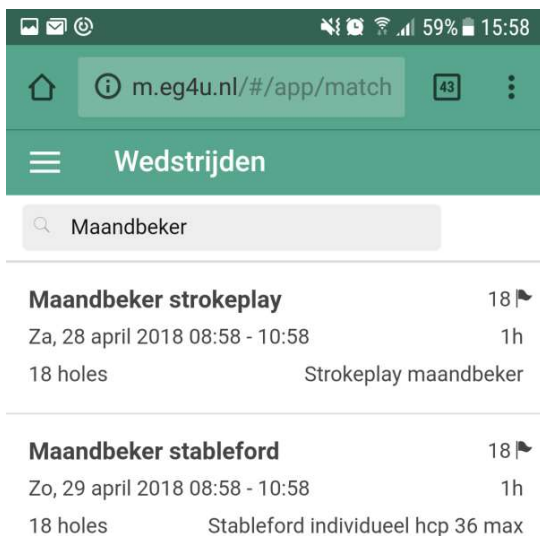 59% 15:58
m.eg4u.nl/#/app/match 43
Wedstrijden
Maandbeker
Maandbeker strokeplay 18
Za, 28 april 2018 08:58 - 10:58 1h
18 holes Strokeplay maandbeker
Maandbeker stableford 18
Zo, 29 april 2018 08:58 - 10:58 1h
18 holes Stableford individueel hcp 36 max